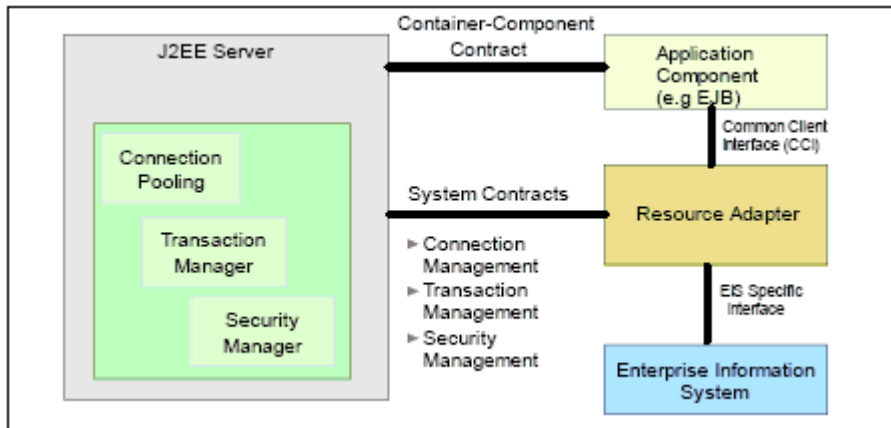 J2EE Server
Connection
Pooling
Transaction
Manager
Security
Manager
Container-Component
Contract
System Contracts
Connection
Management
Transaction
Management
Security
Management
Application
Component
(e.g EJB)
Common Client
Interface (CCI)
Resource Adapter
EIS Specific
Interface
Enterprise Information
System